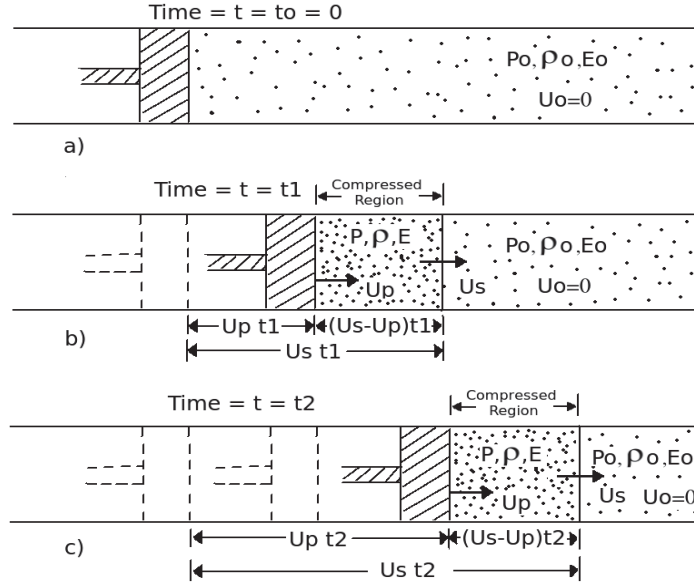 Time = t = to = 0
Po, ρo, Eo
Uo=0
a)
Time = t = t1
Compressed
Region
P, ρ, E
Po, ρo, Eo
Up
Us
Uo=0
Up t1
(Us-Up)t1
Us t1
b)
Time = t = t2
Compressed
Region
P, ρ, E
Po, ρo, Eo
Up
Us
Uo=0
Up t2
(Us-Up)t2
Us t2
c)